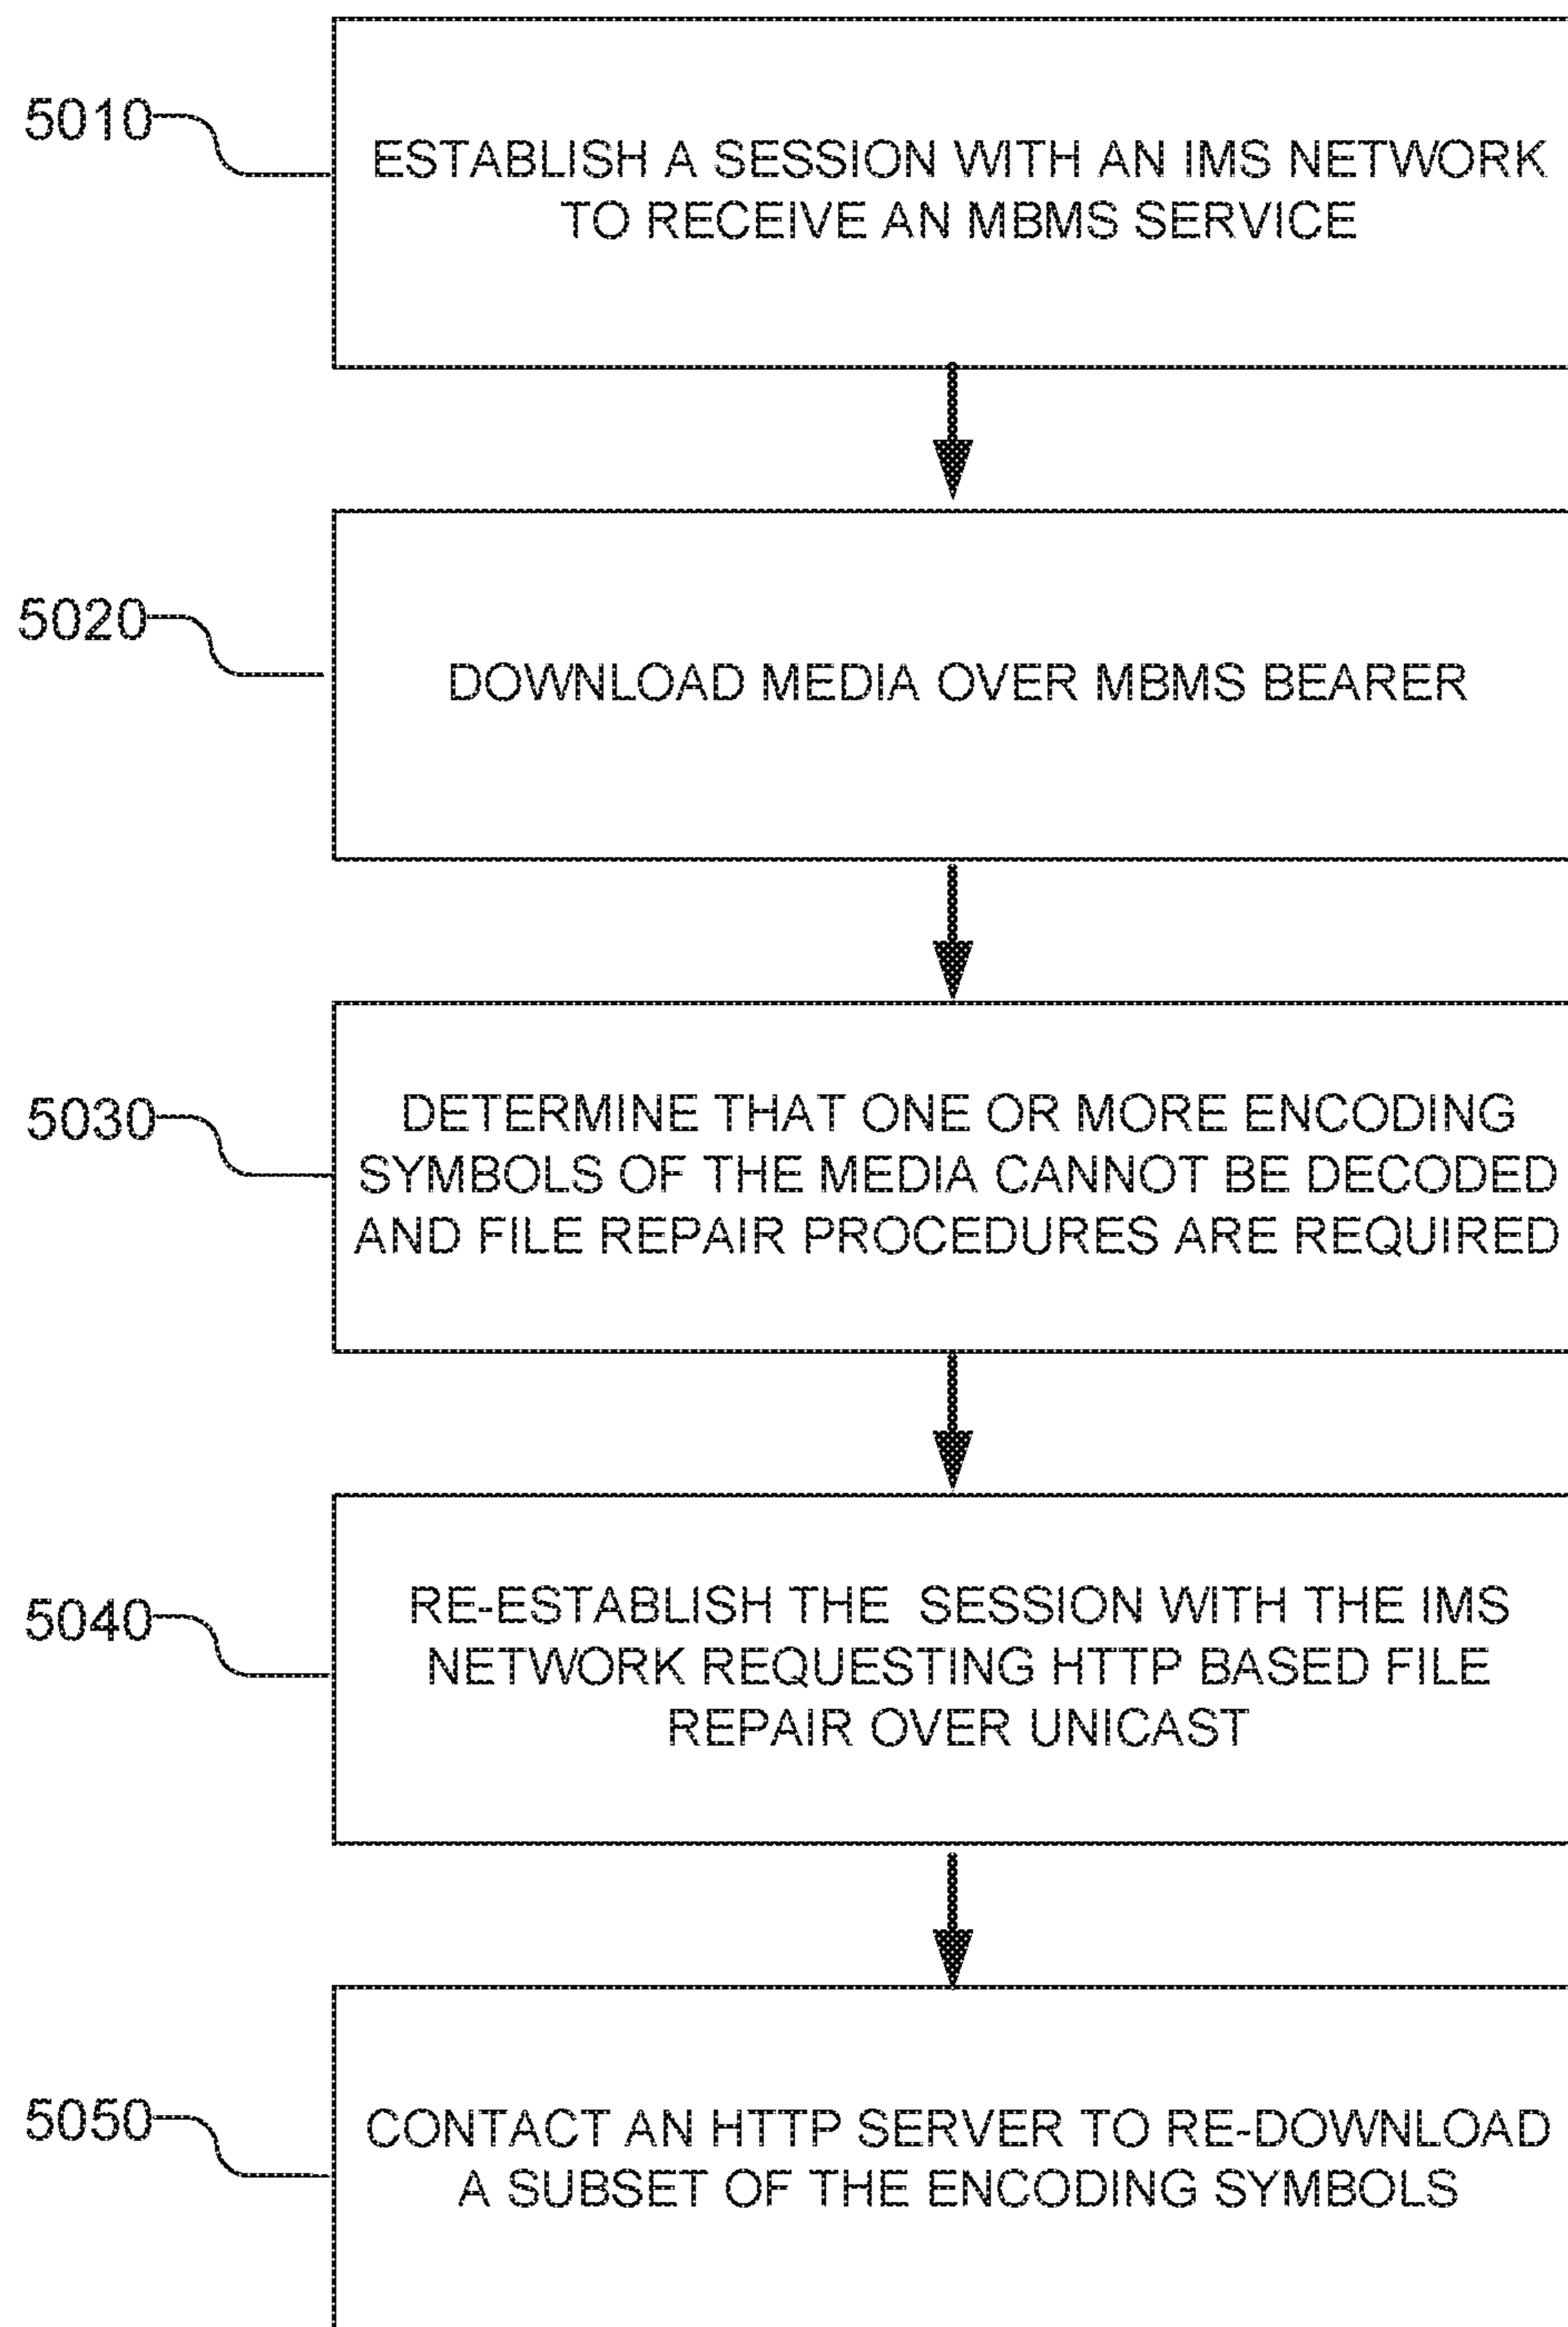 5010
ESTABLISH A SESSION WITH AN IMS NETWORK
TO RECEIVE AN MBMS SERVICE
5020
DOWNLOAD MEDIA OVER MBMS BEARER
5030
DETERMINE THAT ONE OR MORE ENCODING
SYMBOLS OF THE MEDIA CANNOT BE DECODED
AND FILE REPAIR PROCEDURES ARE REQUIRED
5040
RE-ESTABLISH THE SESSION WITH THE IMS
NETWORK REQUESTING HTTP BASED FILE
REPAIR OVER UNICAST
5050
CONTACT AN HTTP SERVER TO RE-DOWNLOAD
A SUBSET OF THE ENCODING SYMBOLS